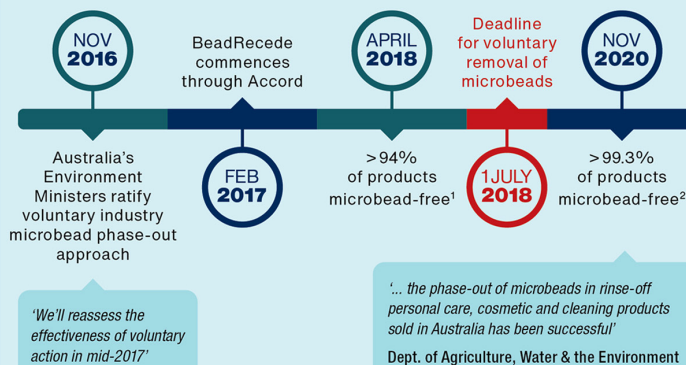 NOV
2016
Australia's
Environment
Ministers ratify
voluntary industry
microbead phase-out
approach
'We'll reassess the
effectiveness of voluntary
action in mid-2017'
BeadRecede
commences
through Accord
FEB
2017
APRIL
2018
>94%
of products
microbead-free¹
Deadline
for voluntary
removal of
microbeads
1 JULY
2018
NOV
2020
>99.3%
of products
microbead-free²
'... the phase-out of microbeads in rinse-off
personal care, cosmetic and cleaning products
sold in Australia has been successful'
Dept. of Agriculture, Water & the Environment